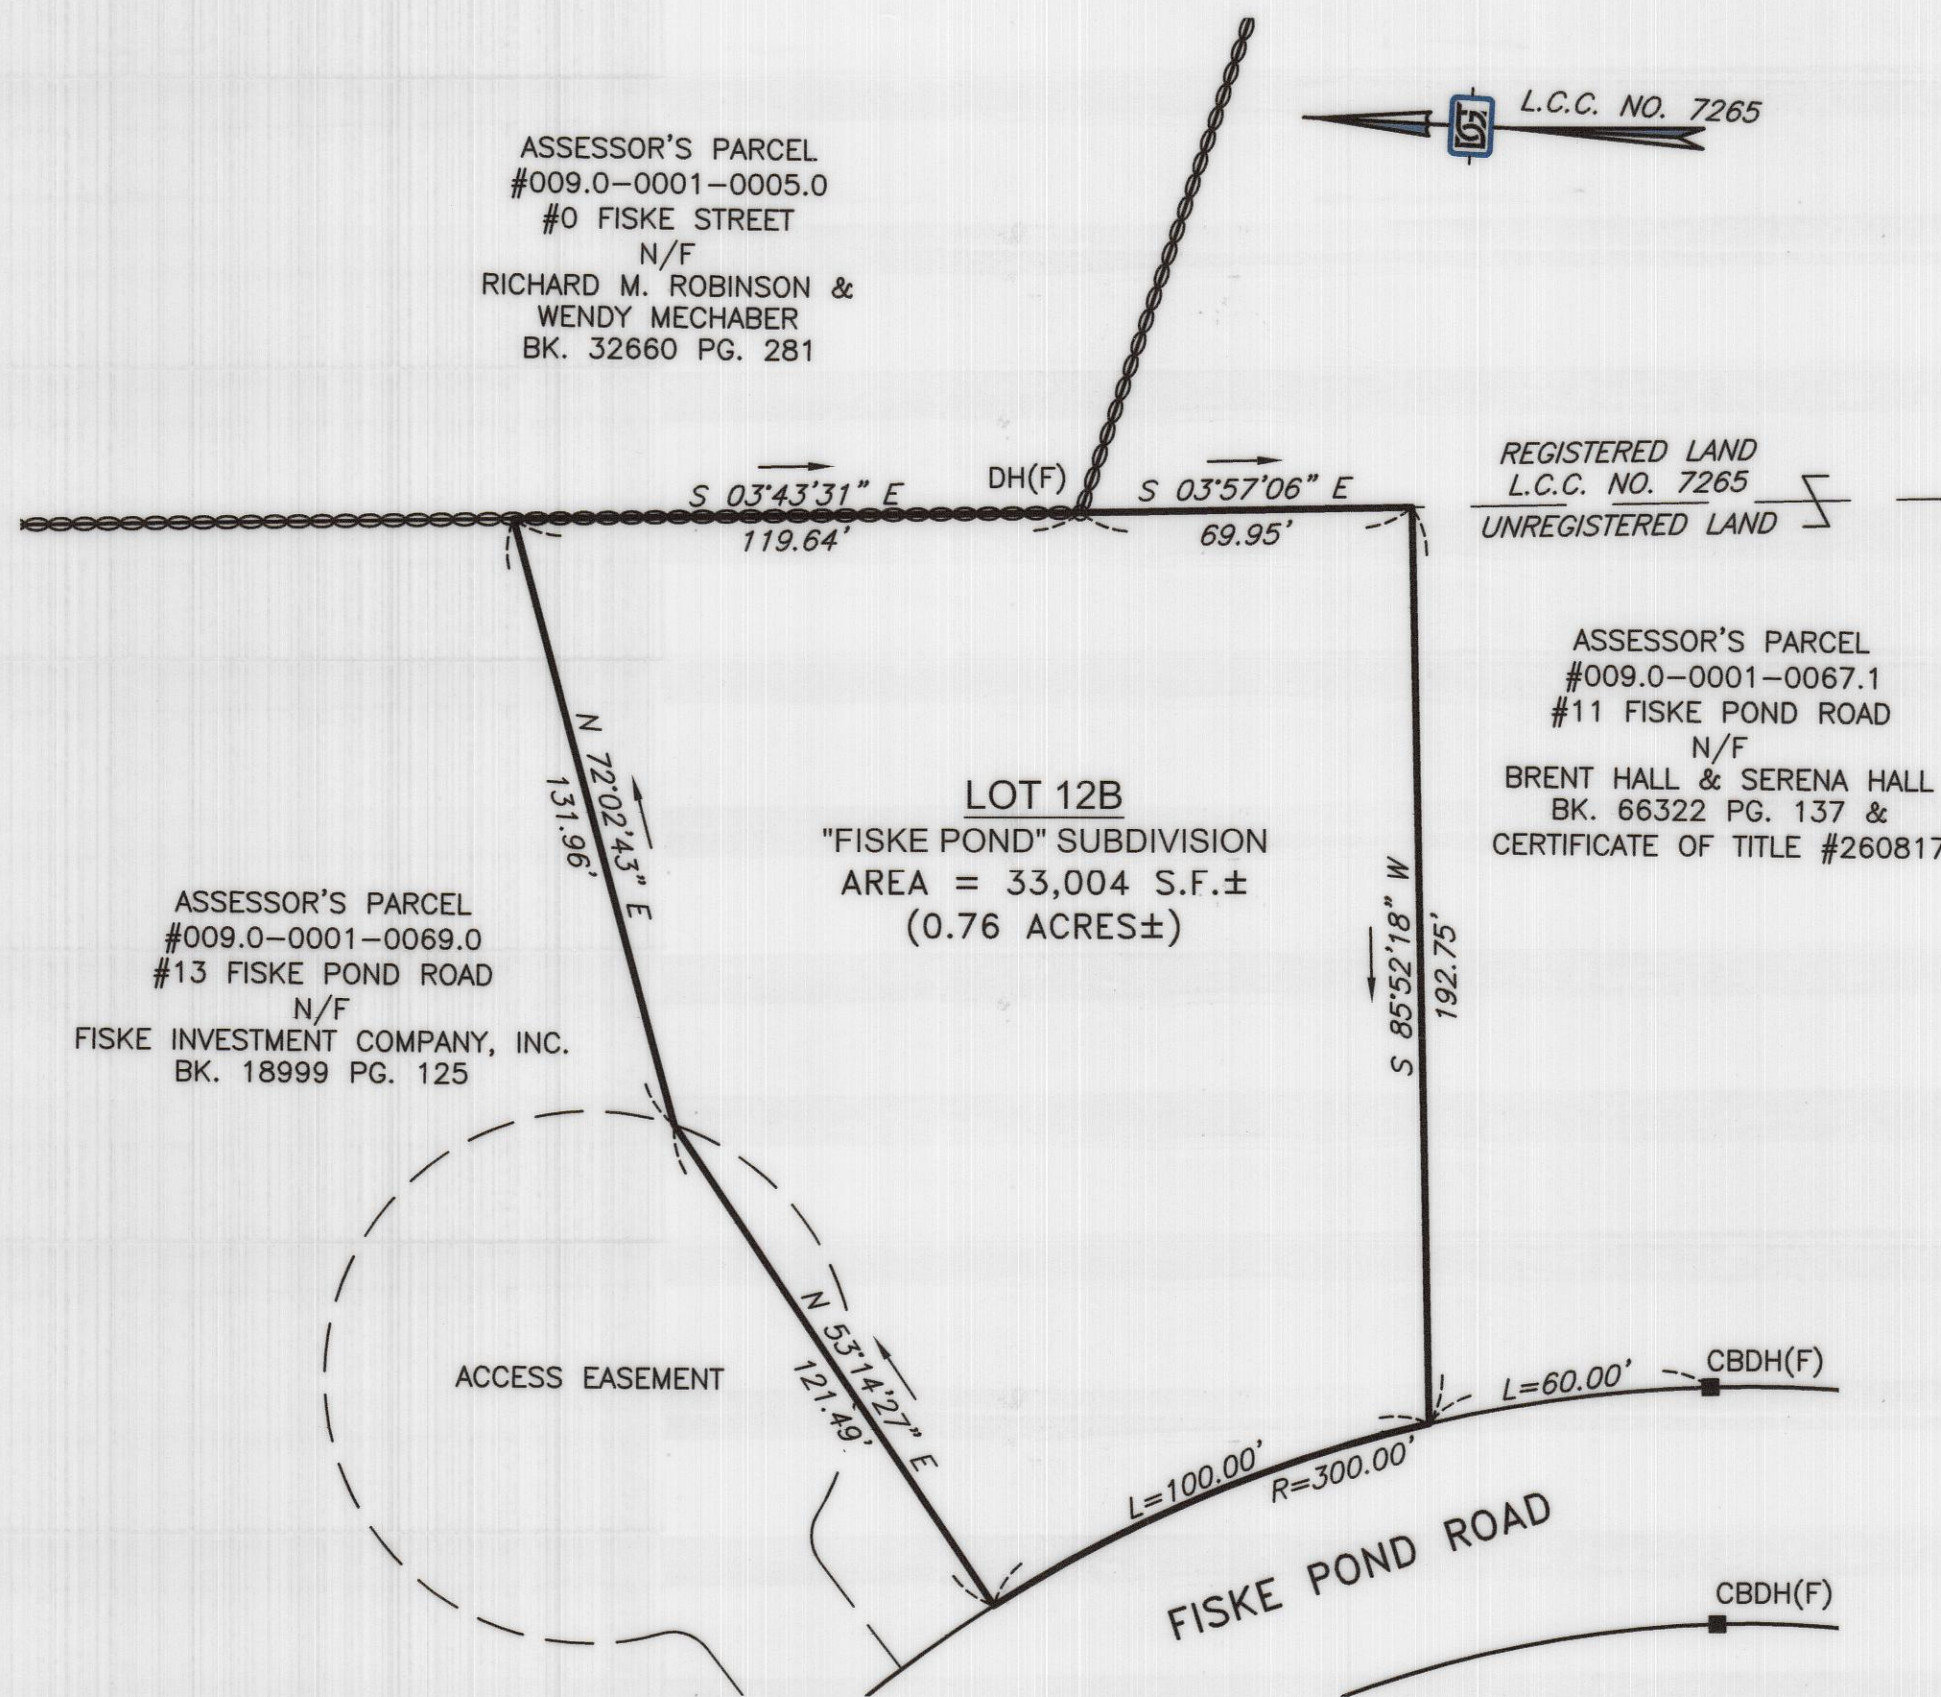 L.C.C. NO. 7265
ASSESSOR'S PARCEL
#009.0-0001-0005.0
#0 FISKE STREET
N/F
RICHARD M. ROBINSON &
WENDY MECHABER
BK. 32660 PG. 281
S 03°43'31" E
119.64'
DH(F)
S 03°57'06" E
69.95'
REGISTERED LAND
L.C.C. NO. 7265
UNREGISTERED LAND
ASSESSOR'S PARCEL
#009.0-0001-0067.1
#11 FISKE POND ROAD
N/F
BRENT HALL & SERENA HALL
BK. 66322 PG. 137 &
CERTIFICATE OF TITLE #260817
N 72°02'43" E
131.96'
LOT 12B
"FISKE POND" SUBDIVISION
AREA = 33,004 S.F.±
(0.76 ACRES±)
S 85°52'18" W
192.75'
ASSESSOR'S PARCEL
#009.0-0001-0069.0
#13 FISKE POND ROAD
N/F
FISKE INVESTMENT COMPANY, INC.
BK. 18999 PG. 125
ACCESS EASEMENT
N 53°14'27" E
121.49'
L=100.00'
R=300.00'
L=60.00'
CBDH(F)
FISKE POND ROAD
CBDH(F)